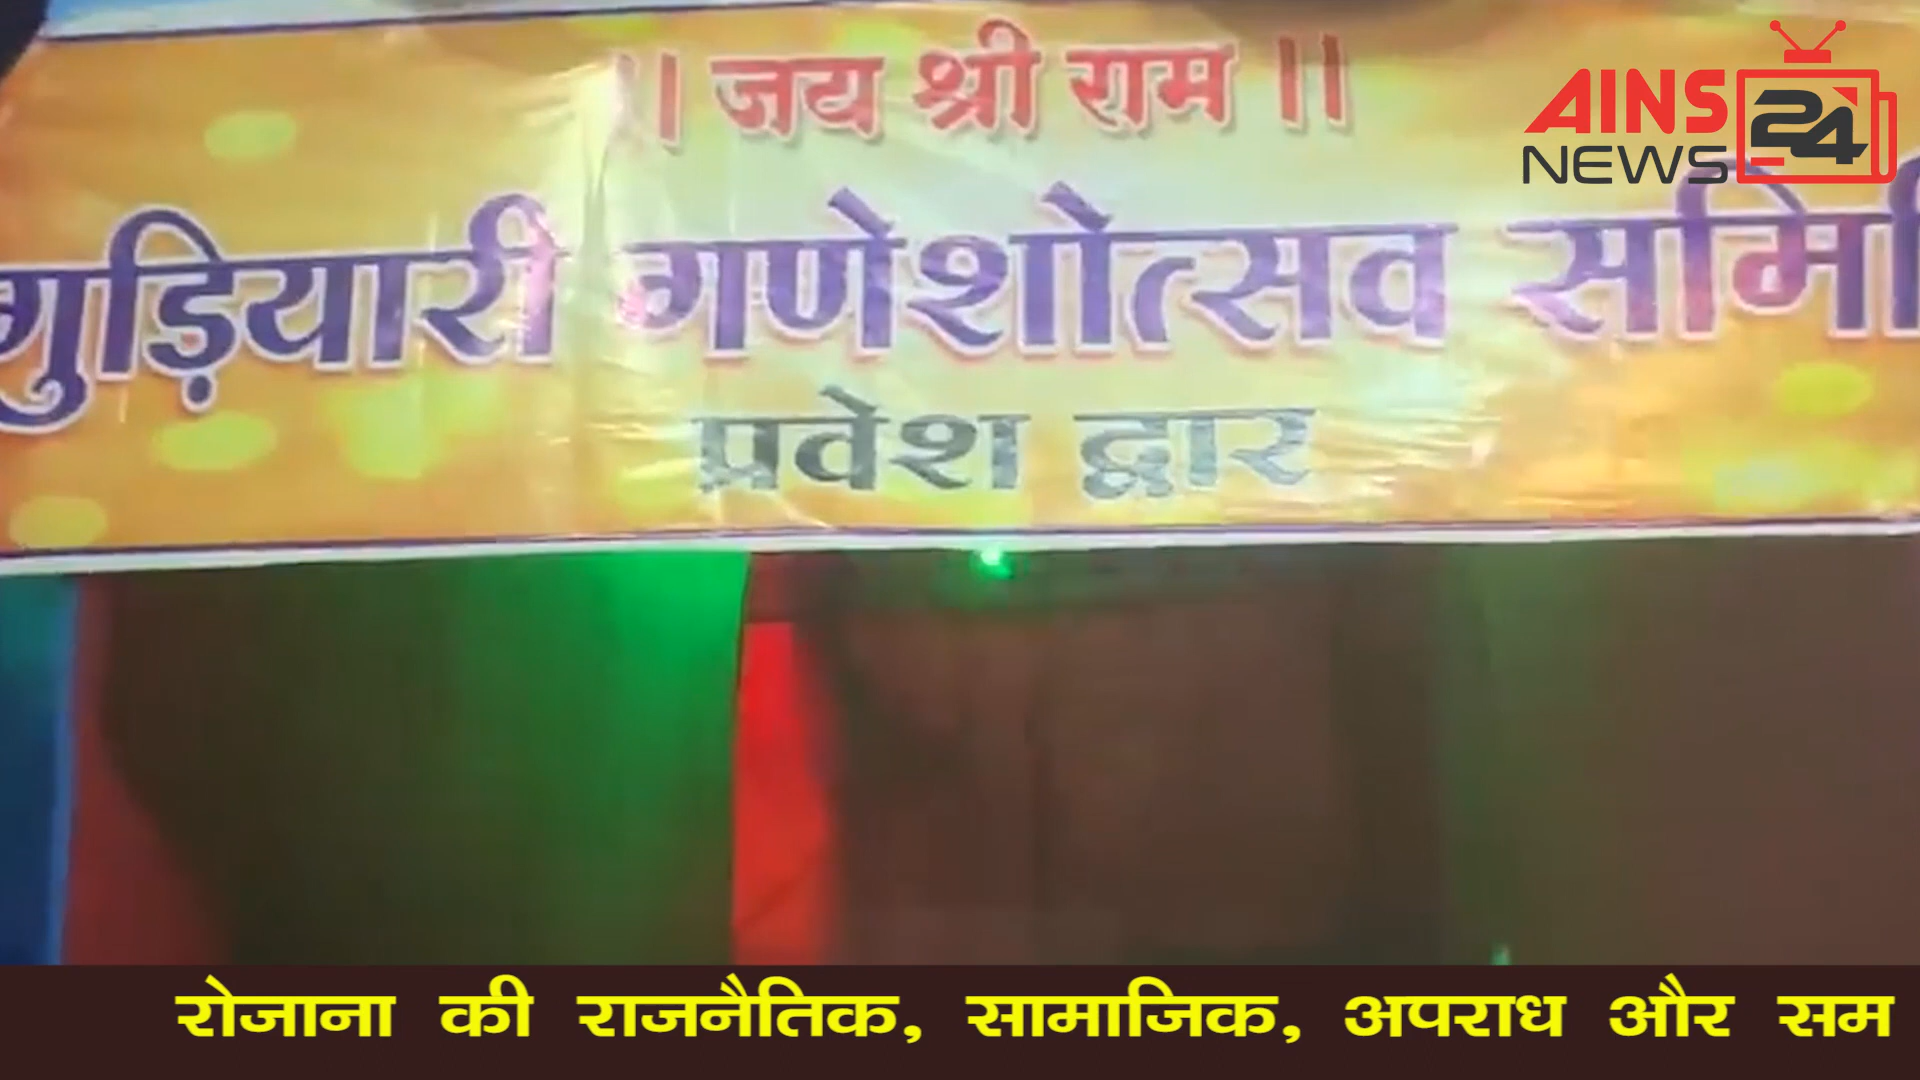 ।। जय श्री राम ।।
AINS
NEWS 24
गुड़ियारी गणेशोत्सव समिि
प्रवेश द्वार
रोजाना की राजनैतिक, सामाजिक, अपराध और सम